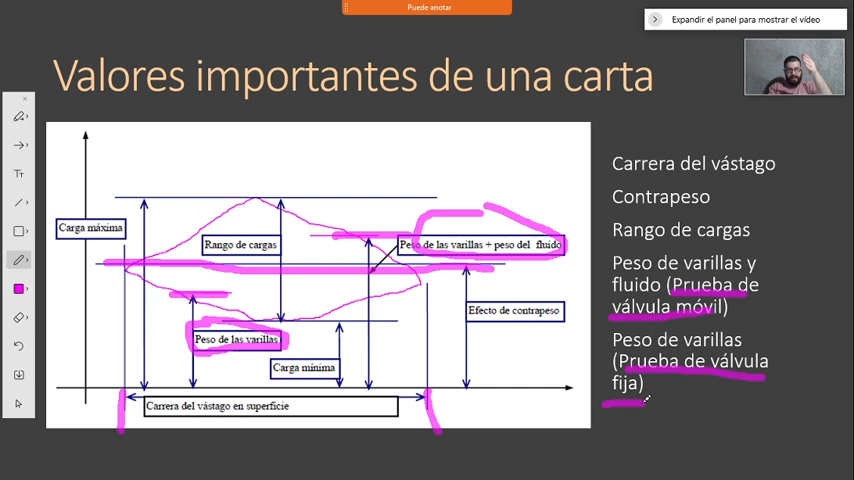 Puede anotar
Expandir el panel para mostrar el vídeo
Valores importantes de una carta
Carga máxima
Rango de cargas
Peso de las varillas + peso del fluido
Efecto de contrapeso
Peso de las varillas
Carga mínima
Carrera del vástago en superficie
Carrera del vástago
Contrapeso
Rango de cargas
Peso de varillas y
fluido (Prueba de
válvula móvil)
Peso de varillas
(Prueba de válvula
fija)
Tт